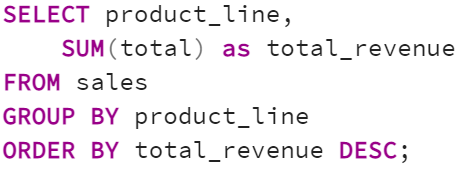 SELECT product_line,
    SUM(total) as total_revenue
FROM sales
GROUP BY product_line
ORDER BY total_revenue DESC;